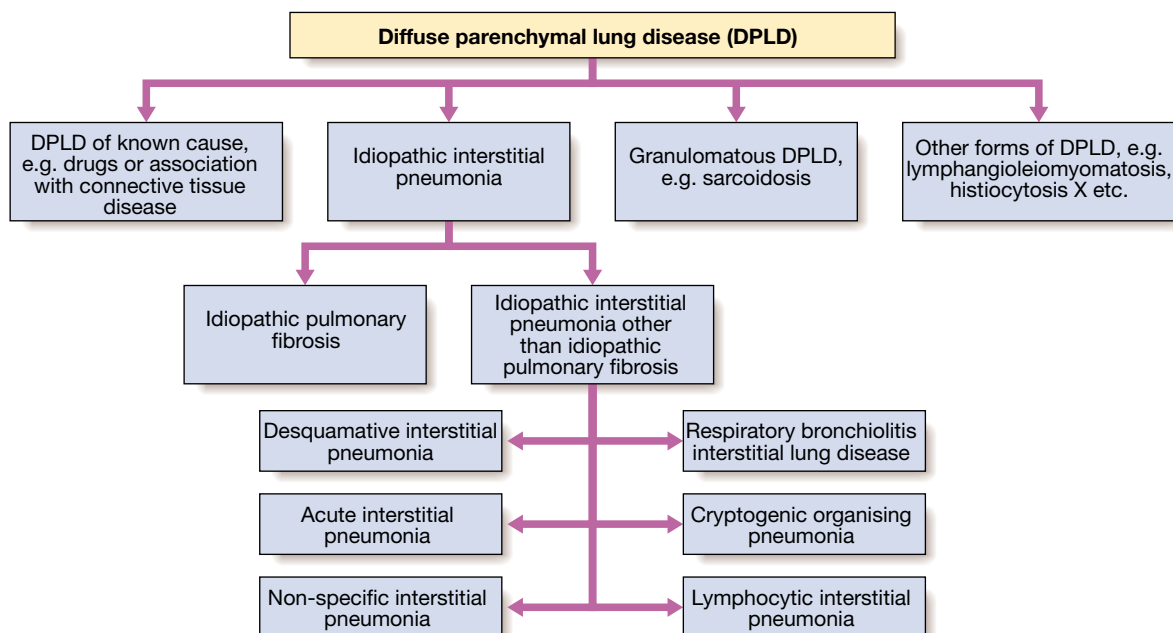 Diffuse parenchymal lung disease (DPLD)
DPLD of known cause,
e.g. drugs or association
with connective tissue
disease
Idiopathic interstitial
pneumonia
Granulomatous DPLD,
e.g. sarcoidosis
Other forms of DPLD, e.g.
lymphangioleiomyomatosis,
histiocytosis X etc.
Idiopathic pulmonary
fibrosis
Idiopathic interstitial
pneumonia other
than idiopathic
pulmonary fibrosis
Desquamative interstitial
pneumonia
Respiratory bronchiolitis
interstitial lung disease
Acute interstitial
pneumonia
Cryptogenic organising
pneumonia
Non-specific interstitial
pneumonia
Lymphocytic interstitial
pneumonia